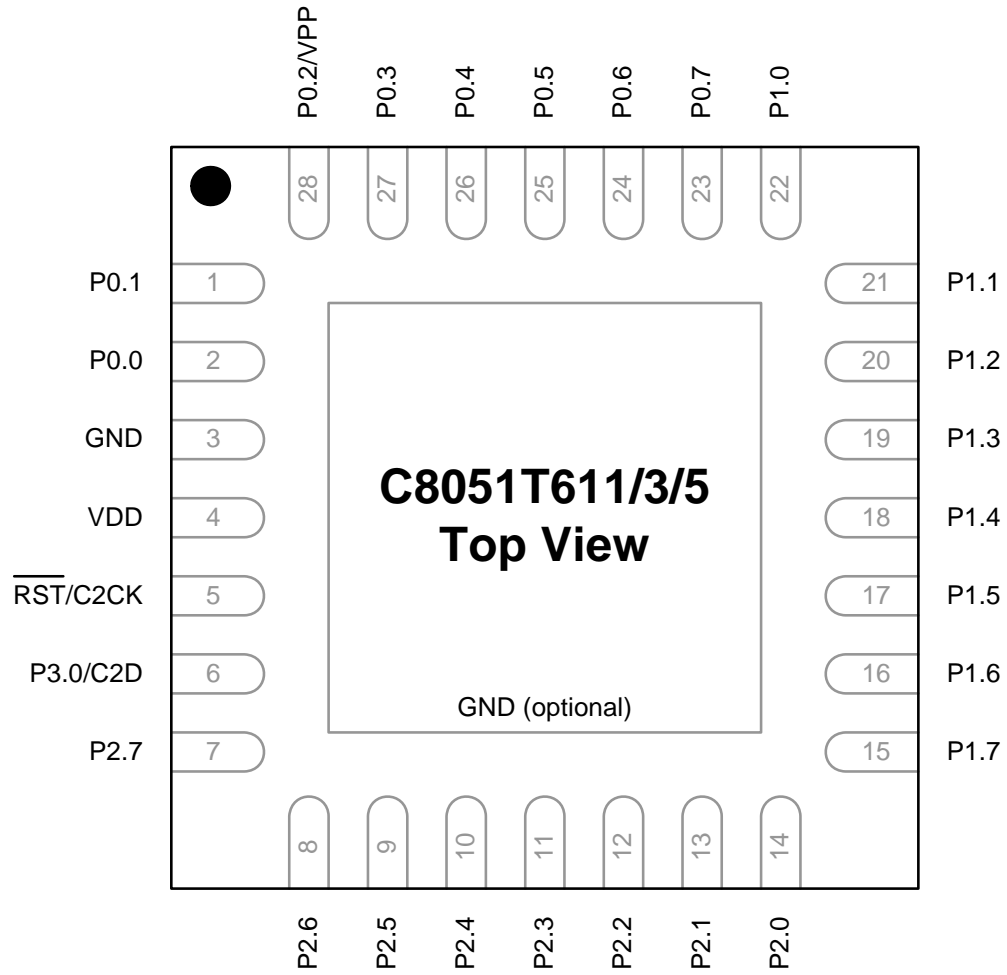 P0.2/VPP
P0.3
P0.4
P0.5
P0.6
P0.7
P1.0
28
27
26
25
24
23
22
P0.1
1
21
P1.1
P0.0
2
20
P1.2
GND
3
19
P1.3
C8051T611/3/5
VDD
4
18
P1.4
Top View
R̅S̅T̅/C2CK
5
17
P1.5
P3.0/C2D
6
16
P1.6
GND (optional)
P2.7
7
15
P1.7
8
9
10
11
12
13
14
P2.6
P2.5
P2.4
P2.3
P2.2
P2.1
P2.0